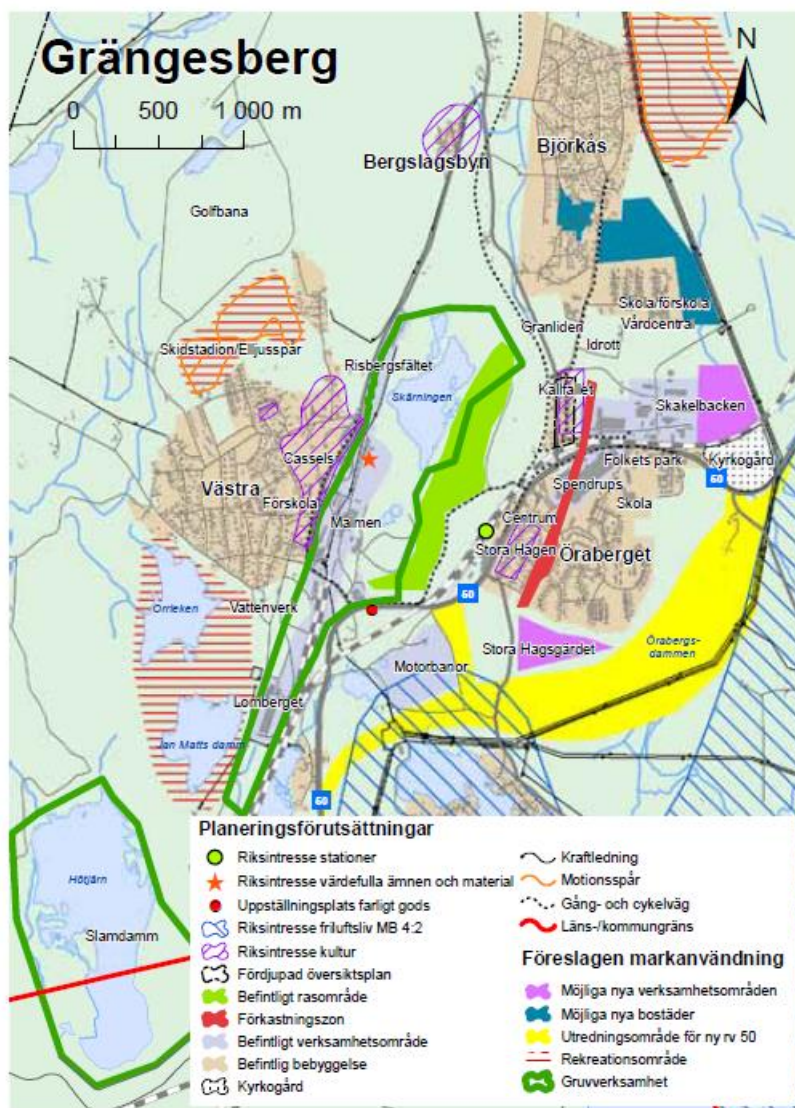 Grängesberg
0 500 1 000 m
N
Bergslagsbyn
Björkås
Golfbana
Skola/förskola
Vårdcentral
Granliden
Idrott
Skidstadion/Elljusspår
Risbergsfältet
Skärningen
Källfallet
Skakelbacken
Cassels
Folkets park
Kyrkogård
Västra
60
Förskola
Spendrups
Skola
Malmen
Centrum
Stora Hagen
Öraberget
Orrleken
Vattenverk
60
Stora Hagsgärdet
Örabergs-
dammen
Motorbanor
Lomberget
Jan Matts damm
60
Hötjärn
Slamdamm
Planeringsförutsättningar
Riksintresse stationer
Riksintresse värdefulla ämnen och material
Uppställningsplats farligt gods
Riksintresse friluftsliv MB 4:2
Riksintresse kultur
Fördjupad översiktsplan
Befintligt rasområde
Förkastningszon
Befintligt verksamhetsområde
Befintlig bebyggelse
Kyrkogård
Kraftledning
Motionsspår
Gång- och cykelväg
Läns-/kommungräns
Föreslagen markanvändning
Möjliga nya verksamhetsområden
Möjliga nya bostäder
Utredningsområde för ny rv 50
Rekreationsområde
Gruvverksamhet